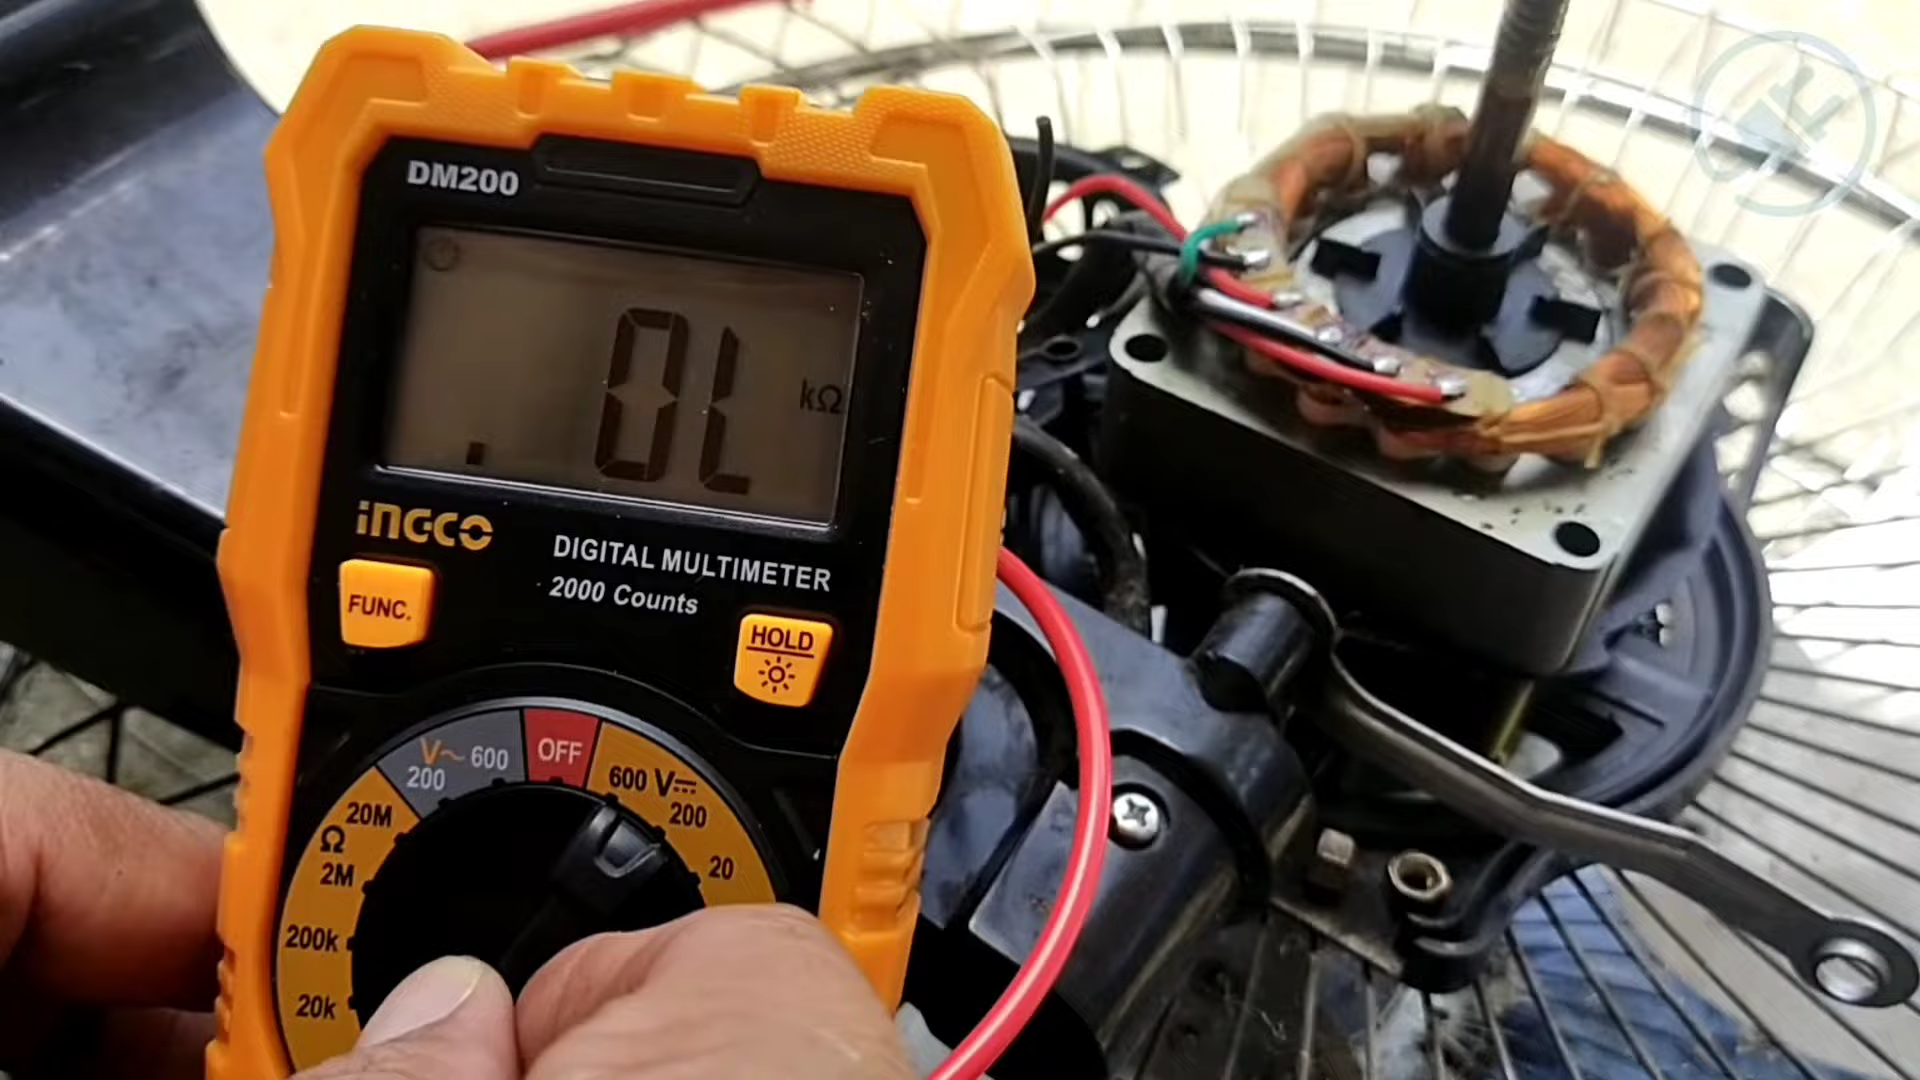 DM200
.OL kΩ
INGCO
DIGITAL MULTIMETER
2000 Counts
FUNC.
HOLD
V~ 600
200
OFF
600 V⎓
200
20
20M
Ω
2M
200k
20k